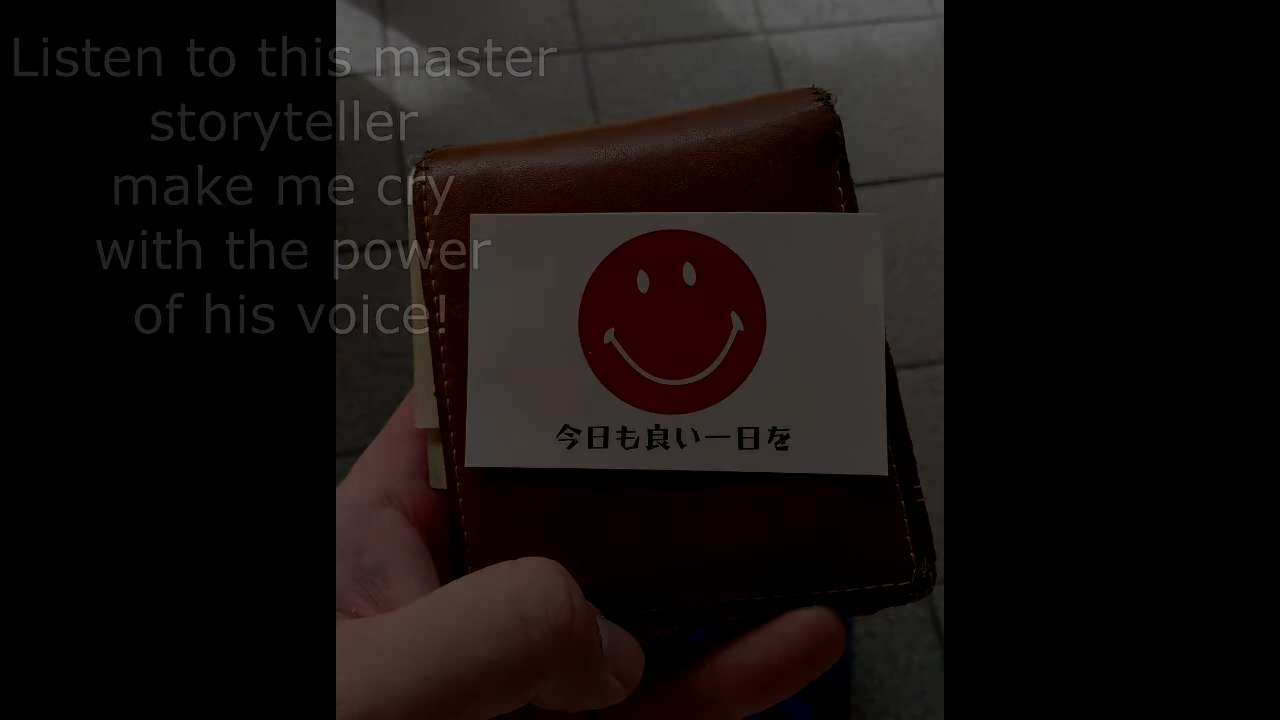 Listen to this master
storyteller
make me cry
with the power
of his voice!
今日も良い一日を